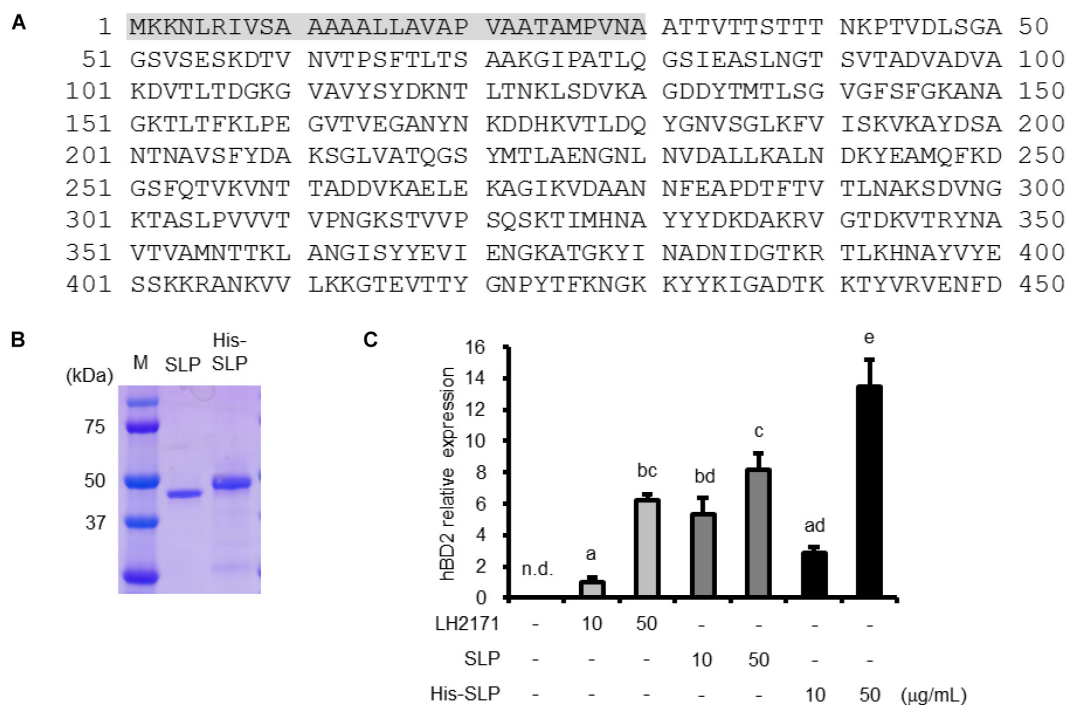 A
1 MKKNLRIVSA AAAALLAVAP VAATAMPVNA ATTVTTSTTT NKPTVDLSGA 50
51 GSVSESKDTV NVTPSFTLTS AAKGIPATLQ GSIEASLNGT SVTADVADVA 100
101 KDVTLTDGKG VAVYSYDKNT LTNKLSDVKA GDDYTMTLSG VGFSFGKANA 150
151 GKTLTFKLPE GVTVEGANYN KDDHKVTLDQ YGNVSGLKFV ISKVKAYDSA 200
201 NTNAVSFYDA KSGLVATQGS YMTLAENGNL NVDALLKALN DKYEAMQFKD 250
251 GSFQTVKVNT TADDVKAELE KAGIKVDAAN NFEAPDTFTV TLNAKSDVNG 300
301 KTASLPVVVT VPNGKSTVVP SQSKTIMHNA YYYDKDAKRV GTDKVTRYNA 350
351 VTVAMNTTKL ANGISYYEVI ENGKATGKYI NADNIDGTKR TLKHNAYVYE 400
401 SSKKRANKVV LKKGTEVTTY GNPYTFKNGK KYYKIGADTK KTYVRVENFD 450
B
(kDa) M SLP His-
SLP
75
50
37
C
hBD2 relative expression
16
14
12
10
8
6
4
2
0
n.d. a bc bd c ad e
LH2171 - 10 50 - - - -
SLP - - - 10 50 - -
His-SLP - - - - - 10 50 (μg/mL)